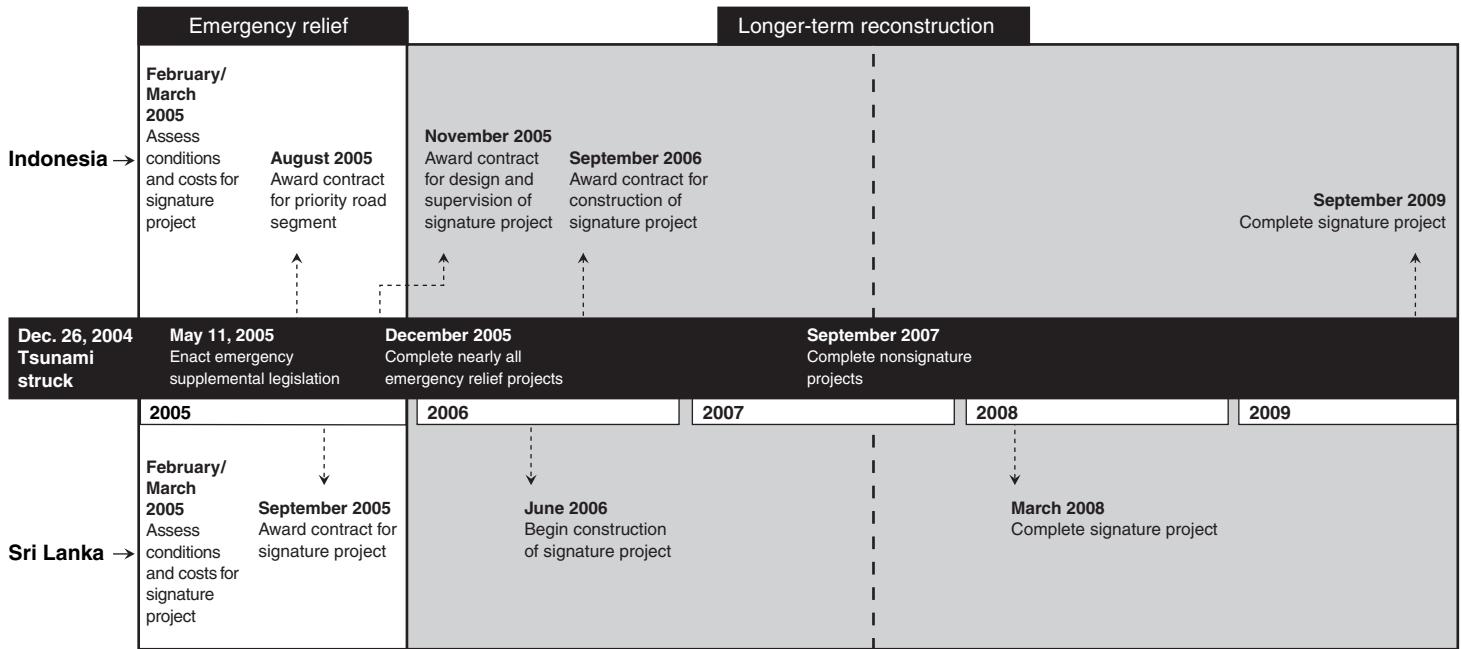 Emergency relief
Longer-term reconstruction
Indonesia
February/
March
2005
Assess
conditions
and costs for
signature
project
August 2005
Award contract
for priority road
segment
November 2005
Award contract
for design and
supervision of
signature project
September 2006
Award contract for
construction of
signature project
September 2009
Complete signature project
Dec. 26, 2004
Tsunami
struck
May 11, 2005
Enact emergency
supplemental legislation
December 2005
Complete nearly all
emergency relief projects
September 2007
Complete nonsignature
projects
2005
2006
2007
2008
2009
Sri Lanka
February/
March
2005
Assess
conditions
and costs for
signature
project
September 2005
Award contract for
signature project
June 2006
Begin construction
of signature project
March 2008
Complete signature project